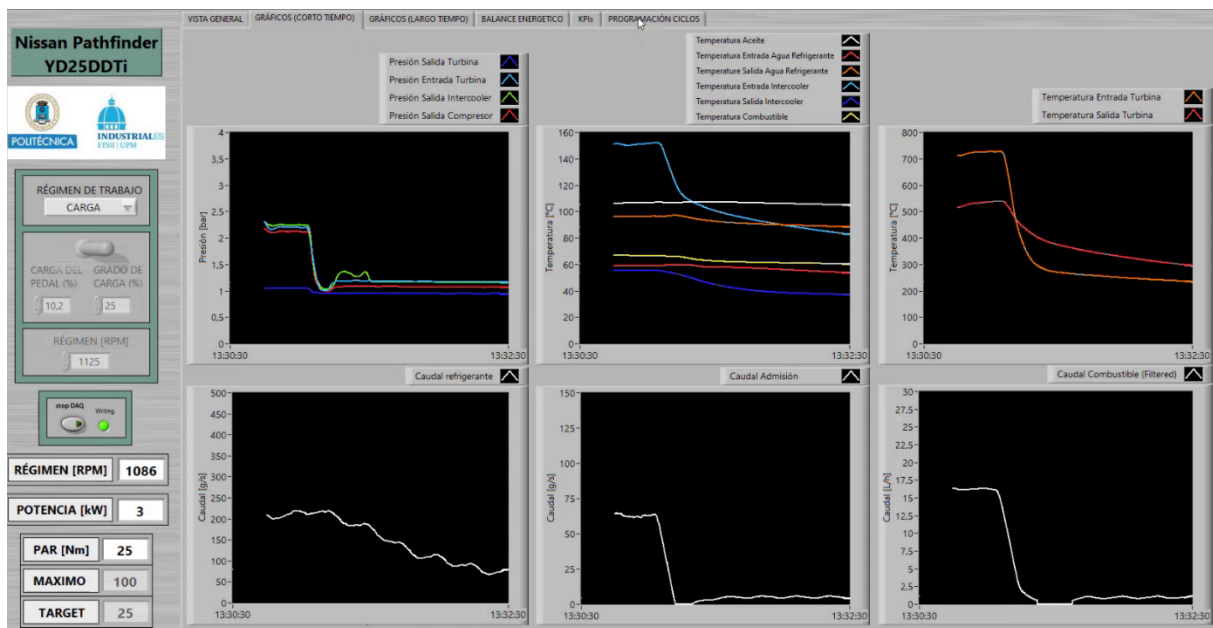 VISTA GENERAL
GRÁFICOS (CORTO TIEMPO)
GRÁFICOS (LARGO TIEMPO)
BALANCE ENERGETICO
KPIs
PROGRAMACIÓN CICLOS
Nissan Pathfinder
YD25DDTi
POLITÉCNICA
INDUSTRIALES
ETSII | UPM
RÉGIMEN DE TRABAJO
CARGA
CARGA DEL
PEDAL (%)
GRADO DE
CARGA (%)
10,2
25
RÉGIMEN [RPM]
1125
stop DAQ
Writing
RÉGIMEN [RPM]
1086
POTENCIA [kW]
3
PAR [Nm]
25
MAXIMO
100
TARGET
25
Presión Salida Turbina
Presión Entrada Turbina
Presión Salida Intercooler
Presión Salida Compresor
Presión [bar]
4
3,5
3
2,5
2
1,5
1
0,5
0
13:30:30
13:32:30
Temperatura Aceite
Temperatura Entrada Agua Refrigerante
Temperature Salida Agua Refrigerante
Temperatura Entrada Intercooler
Temperatura Salida Intercooler
Temperatura Combustible
Temperatura [ºC]
160
140
120
100
80
60
40
20
0
13:30:30
13:32:30
Temperatura Entrada Turbina
Temperatura Salida Turbina
Temperatura [ºC]
800
700
600
500
400
300
200
100
0
13:30:30
13:32:30
Caudal refrigerante
Caudal [g/s]
500
450
400
350
300
250
200
150
100
50
0
13:30:30
13:32:30
Caudal Admisión
Caudal [g/s]
150
100
75
50
25
0
13:30:30
13:32:30
Caudal Combustible (Filtered)
Caudal [L/h]
30
27,5
25
22,5
20
17,5
15
12,5
10
7,5
5
2,5
0
13:30:30
13:32:30